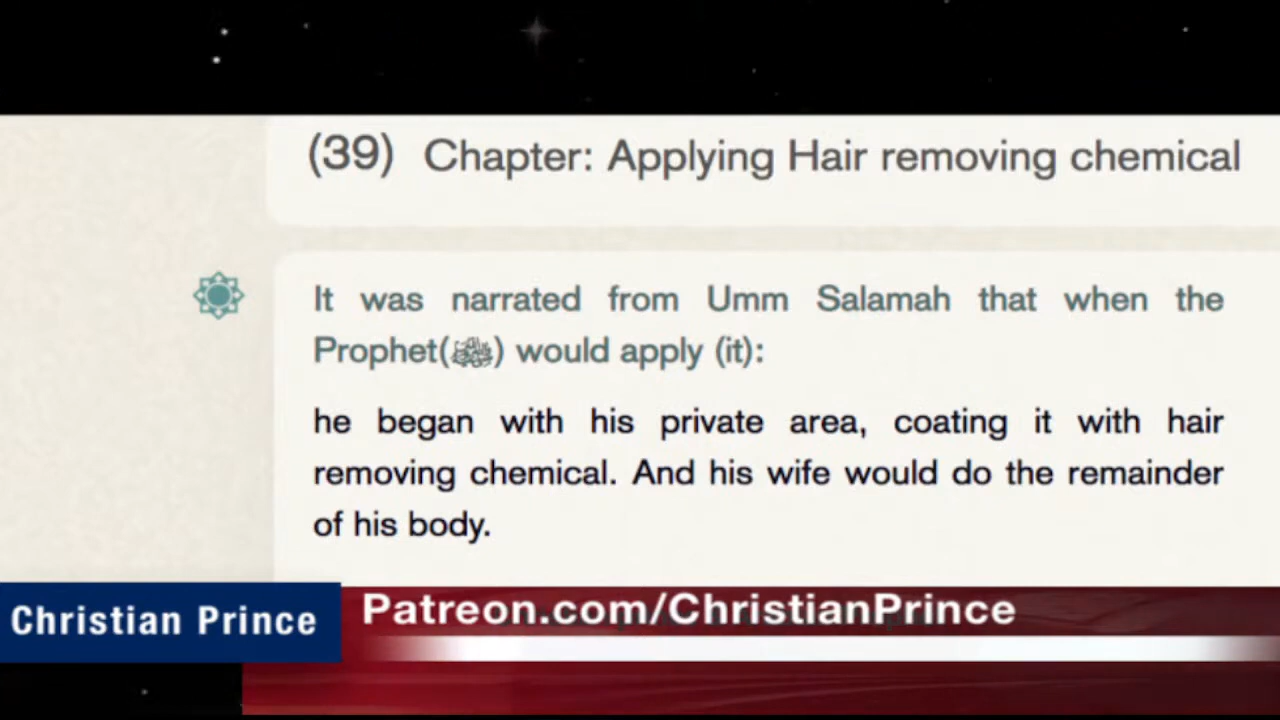 (39) Chapter: Applying Hair removing chemical
It was narrated from Umm Salamah that when the
Prophet(ﷺ) would apply (it):
he began with his private area, coating it with hair
removing chemical. And his wife would do the remainder
of his body.
Christian Prince
Patreon.com/ChristianPrince